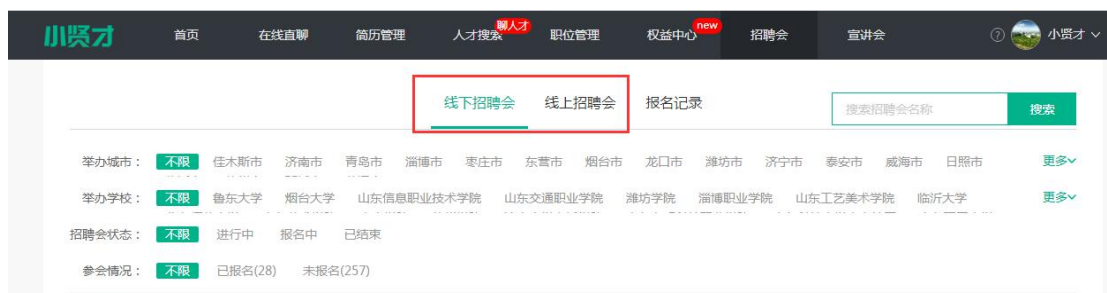 小贤才 首页 在线直聊 简历管理 人才搜索 聊人才 职位管理 权益中心 new 招聘会 宣讲会 ? 小贤才
线下招聘会 线上招聘会 报名记录 搜索招聘会名称 搜索
举办城市： 不限 佳木斯市 济南市 青岛市 淄博市 枣庄市 东营市 烟台市 龙口市 潍坊市 济宁市 泰安市 威海市 日照市 更多
举办学校： 不限 鲁东大学 烟台大学 山东信息职业技术学院 山东交通职业学院 潍坊学院 淄博职业学院 山东工艺美术学院 临沂大学 更多
招聘会状态： 不限 进行中 报名中 已结束
参会情况： 不限 已报名(28) 未报名(257)